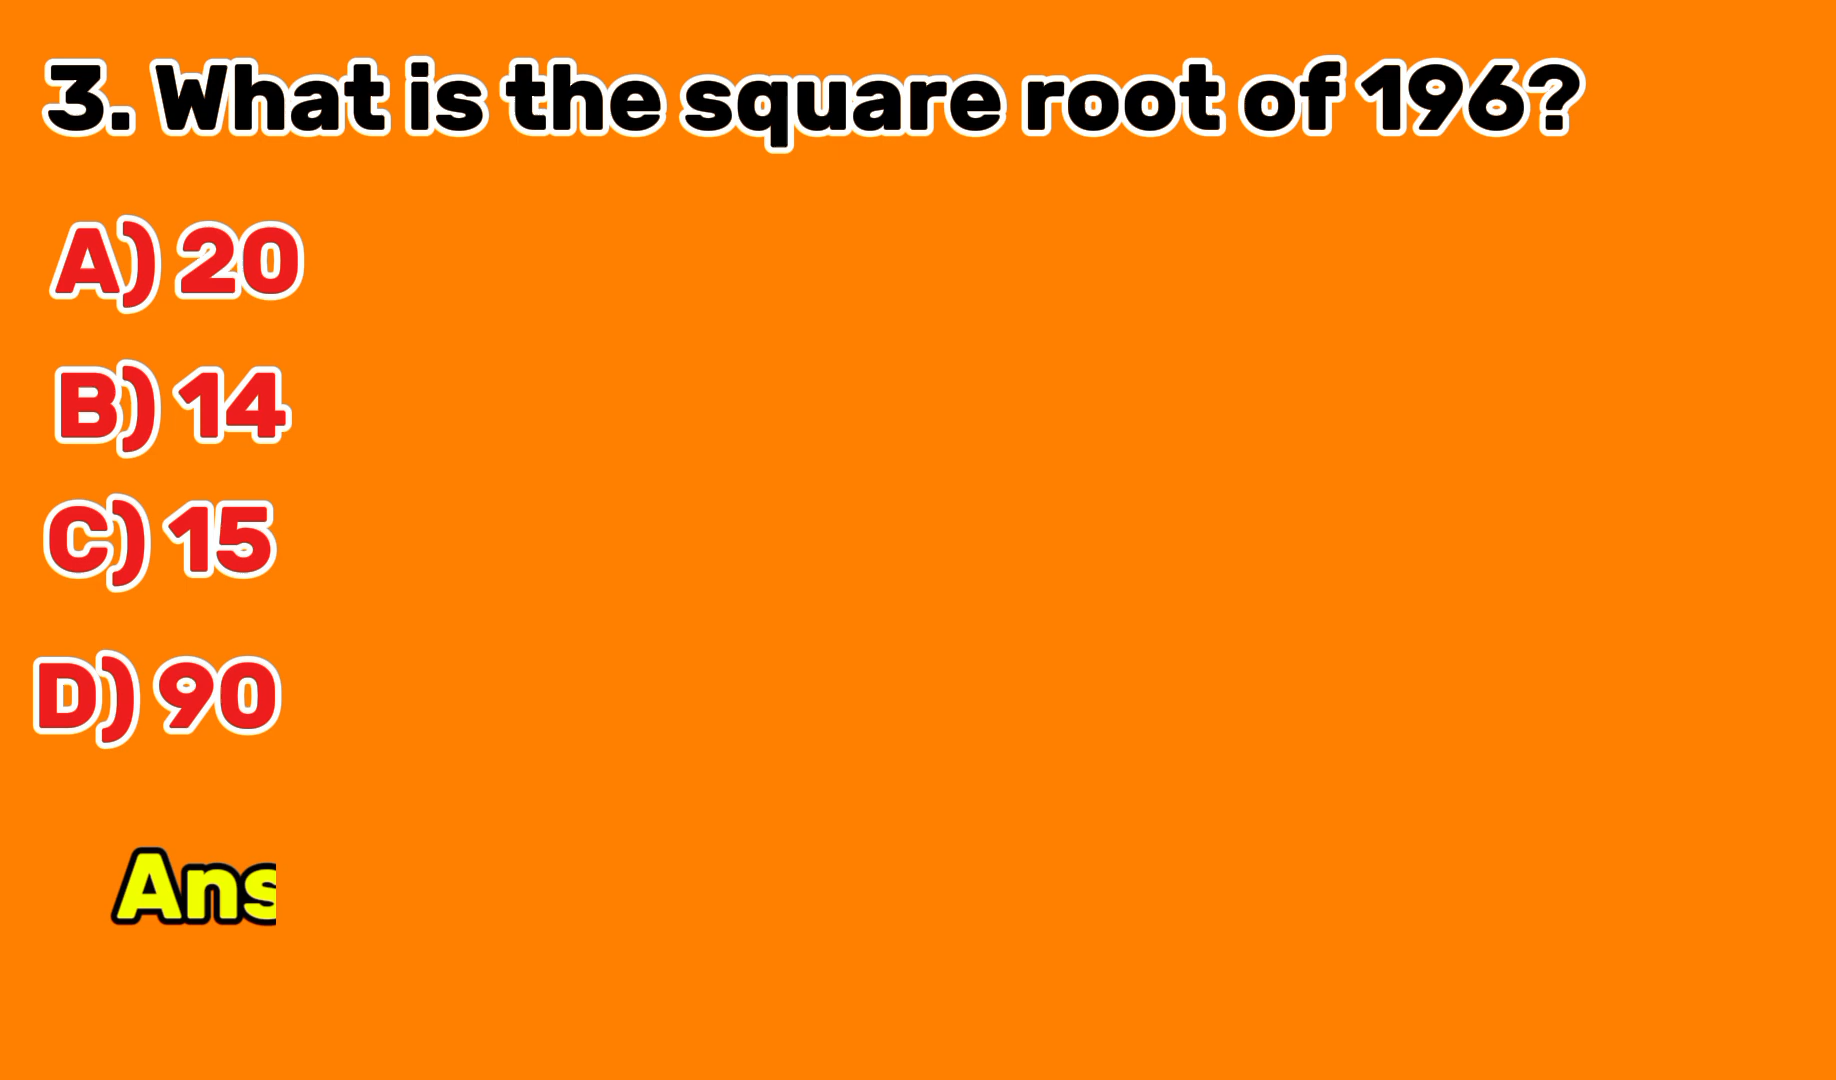 3. What is the square root of 196?
A) 20
B) 14
C) 15
D) 90
Ans